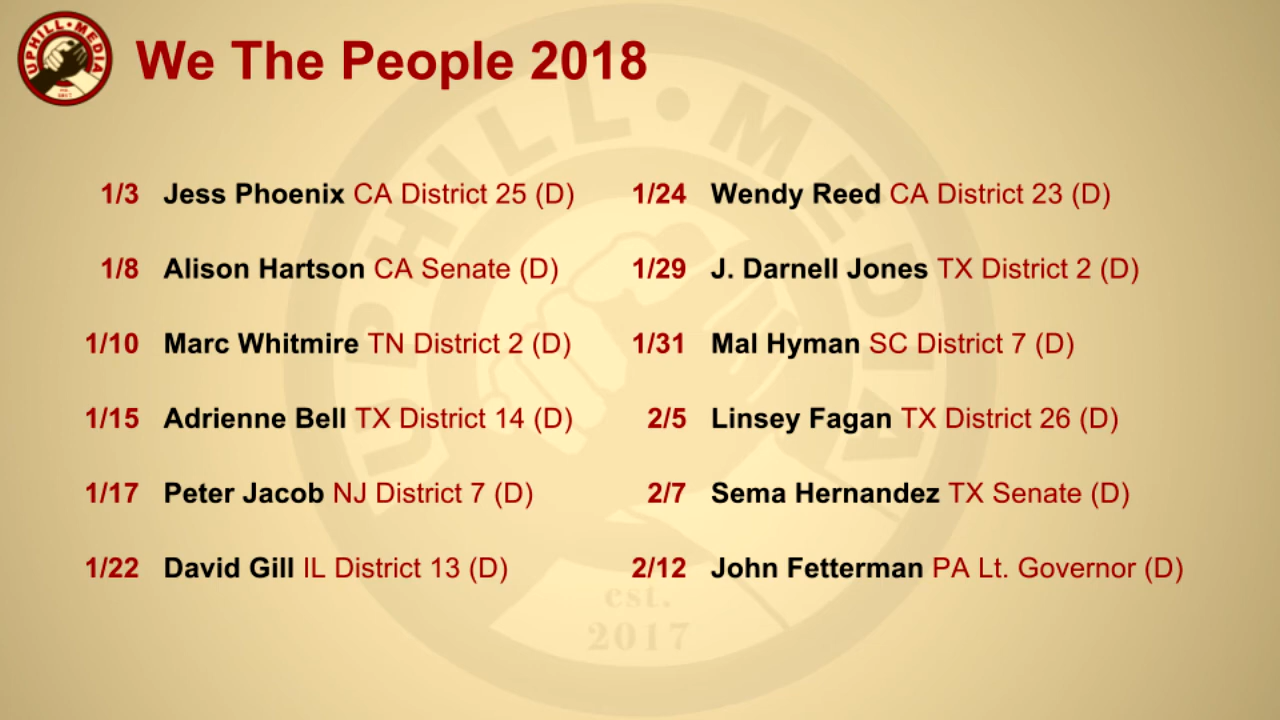 UPHILL • MEDIA
We The People 2018
1/3 Jess Phoenix CA District 25 (D)
1/8 Alison Hartson CA Senate (D)
1/10 Marc Whitmire TN District 2 (D)
1/15 Adrienne Bell TX District 14 (D)
1/17 Peter Jacob NJ District 7 (D)
1/22 David Gill IL District 13 (D)
1/24 Wendy Reed CA District 23 (D)
1/29 J. Darnell Jones TX District 2 (D)
1/31 Mal Hyman SC District 7 (D)
2/5 Linsey Fagan TX District 26 (D)
2/7 Sema Hernandez TX Senate (D)
2/12 John Fetterman PA Lt. Governor (D)
UPHILL • MEDIA
est.
2017